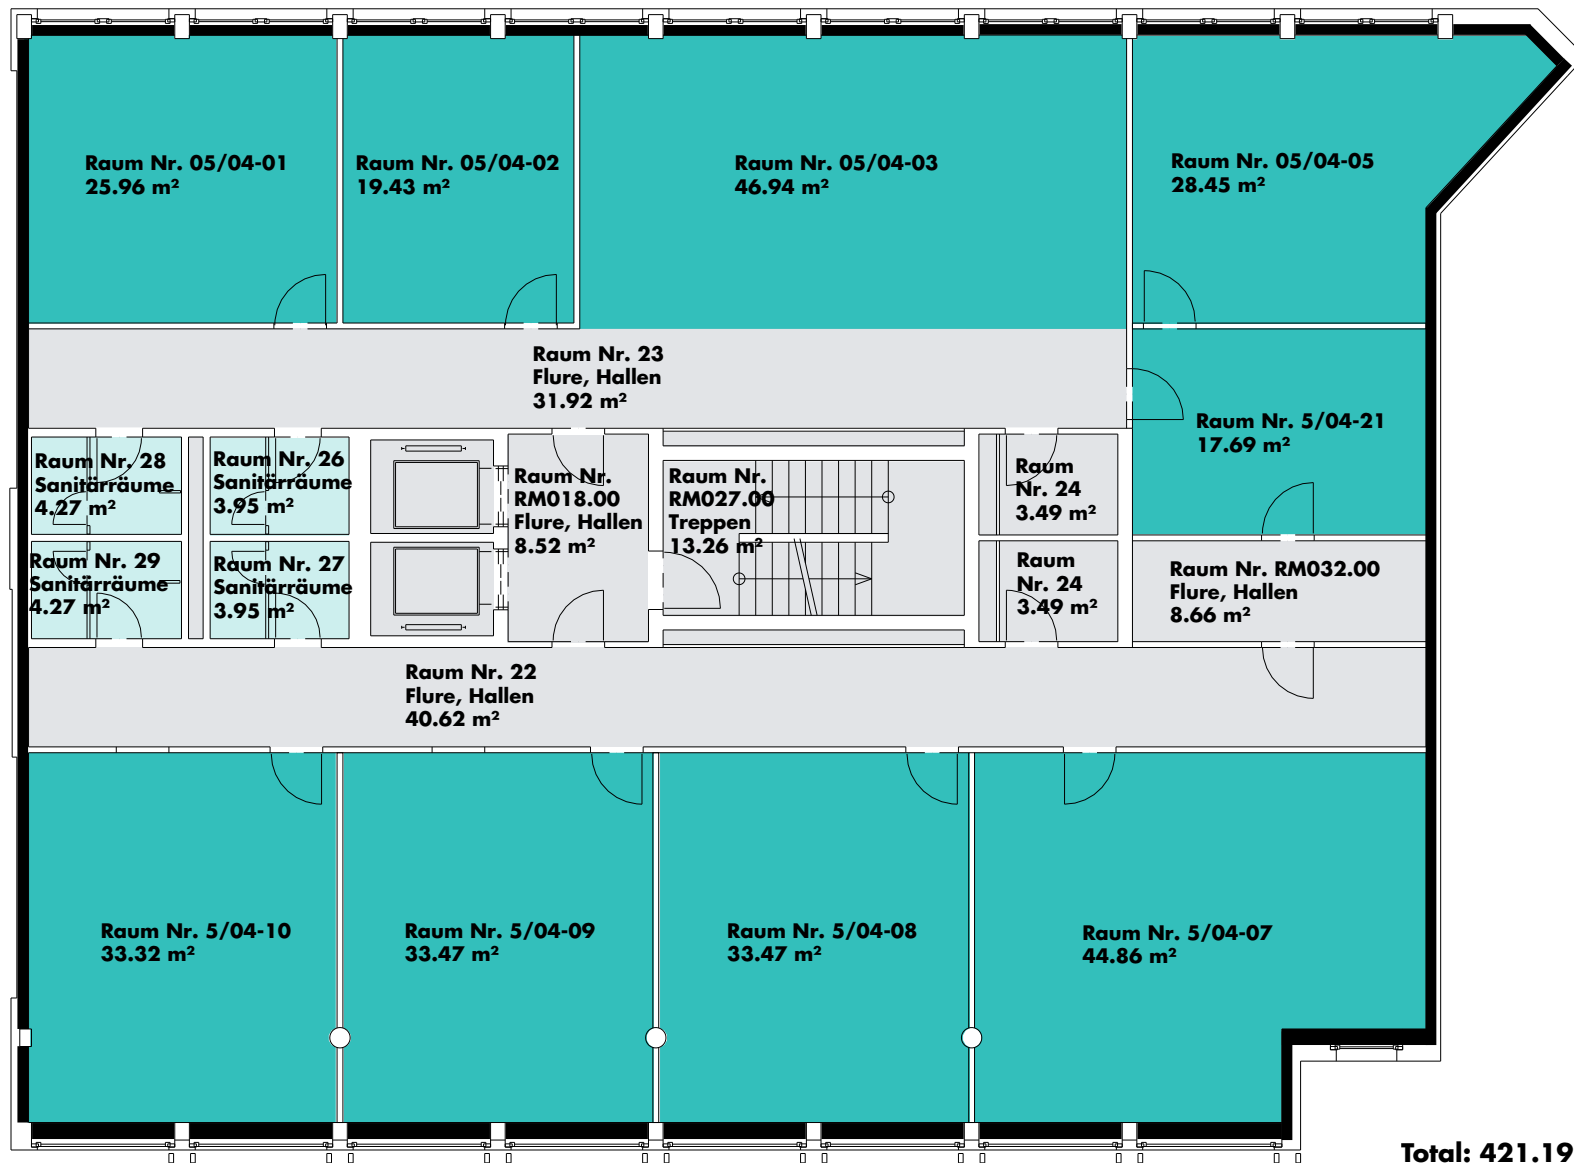 Raum Nr. 05/04-01
25.96 m²
Raum Nr. 05/04-02
19.43 m²
Raum Nr. 05/04-03
46.94 m²
Raum Nr. 05/04-05
28.45 m²
Raum Nr. 23
Flure, Hallen
31.92 m²
Raum Nr. 5/04-21
17.69 m²
Raum Nr. 28
Sanitärräume
4.27 m²
Raum Nr. 26
Sanitärräume
3.95 m²
Raum Nr.
RM018.00
Flure, Hallen
8.52 m²
Raum Nr.
RM027.00
Treppen
13.26 m²
Raum
Nr. 24
3.49 m²
Raum Nr. 29
Sanitärräume
4.27 m²
Raum Nr. 27
Sanitärräume
3.95 m²
Raum
Nr. 24
3.49 m²
Raum Nr. RM032.00
Flure, Hallen
8.66 m²
Raum Nr. 22
Flure, Hallen
40.62 m²
Raum Nr. 5/04-10
33.32 m²
Raum Nr. 5/04-09
33.47 m²
Raum Nr. 5/04-08
33.47 m²
Raum Nr. 5/04-07
44.86 m²
Total: 421.19